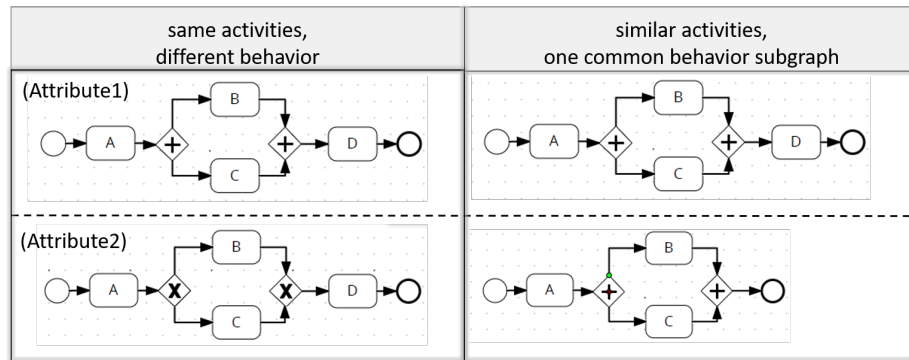 same activities,
different behavior
similar activities,
one common behavior subgraph
(Attribute1)
B
A
D
C
B
A
D
C
(Attribute2)
B
A
X
X
D
C
B
A
C